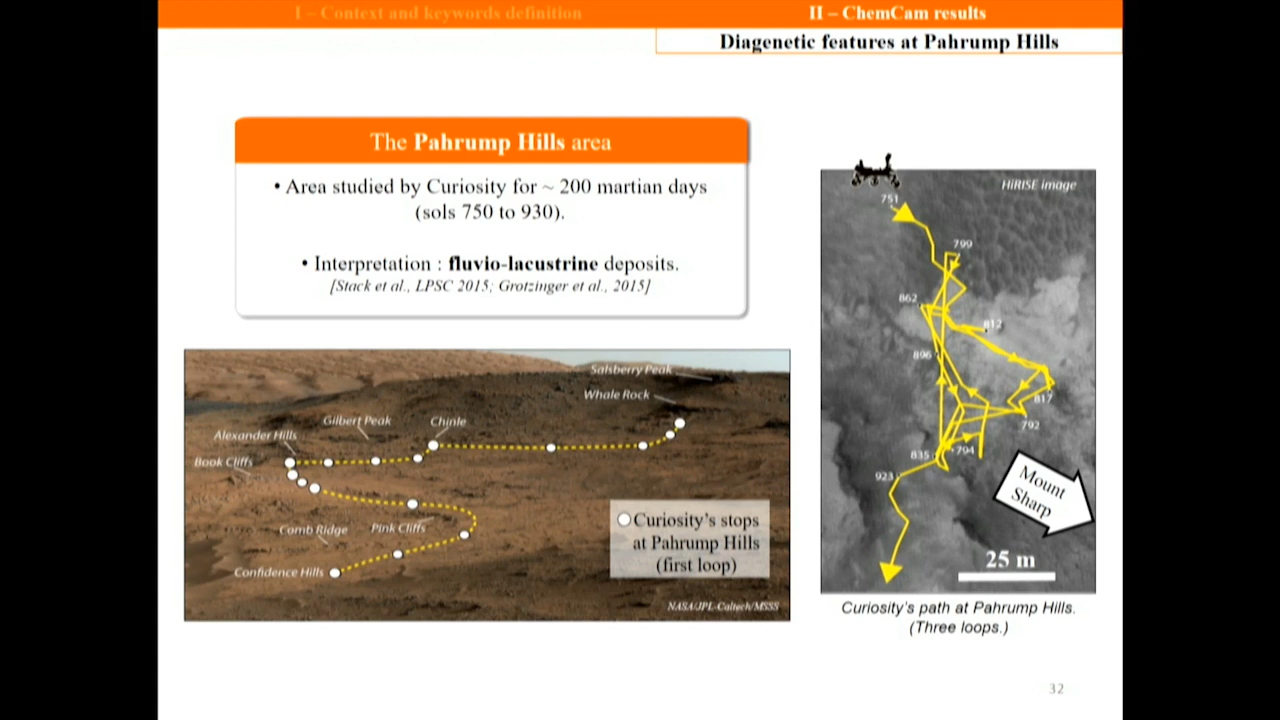 I – Context and keywords definition
II – ChemCam results
Diagenetic features at Pahrump Hills
The Pahrump Hills area
• Area studied by Curiosity for ~ 200 martian days
(sols 750 to 930).
• Interpretation : fluvio-lacustrine deposits.
[Stack et al., LPSC 2015; Grotzinger et al., 2015]
Salsberry Peak
Whale Rock
Gilbert Peak
Chinle
Alexander Hills
Book Cliffs
Comb Ridge
Pink Cliffs
Confidence Hills
Curiosity's stops
at Pahrump Hills
(first loop)
NASA/JPL-Caltech/MSSS
HiRISE image
751
799
862
812
896
817
792
835
794
923
Mount
Sharp
25 m
Curiosity's path at Pahrump Hills.
(Three loops.)
32